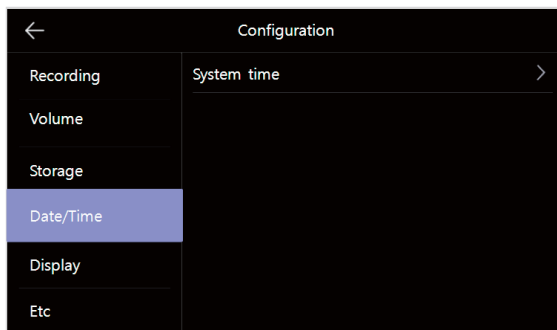 Configuration
Recording
System time
Volume
Storage
Date/Time
Display
Etc